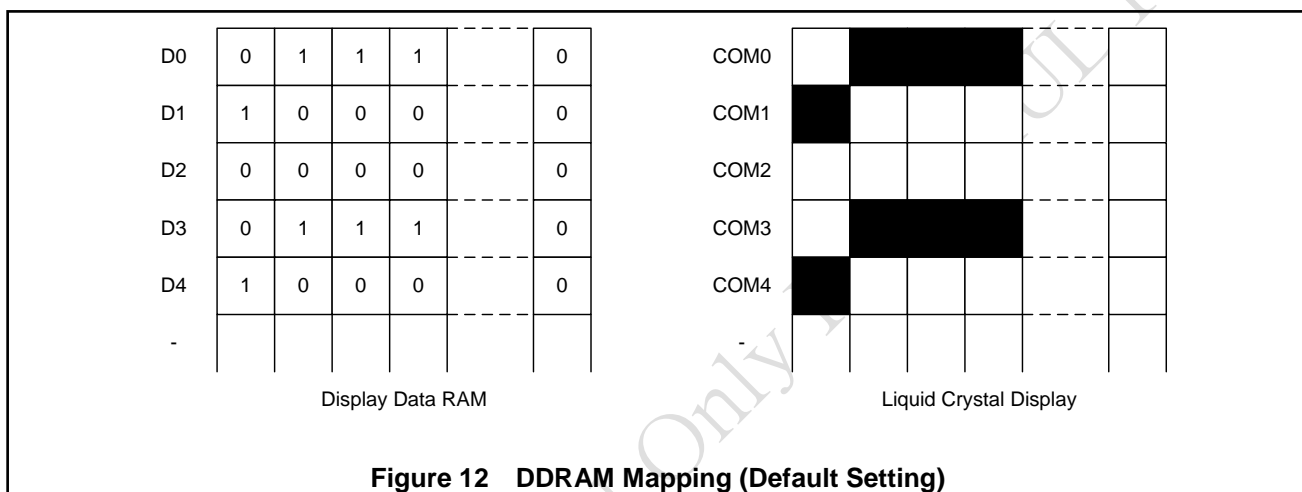 D0 0 1 1 1 0 COM0
D1 1 0 0 0 0 COM1
D2 0 0 0 0 0 COM2
D3 0 1 1 1 0 COM3
D4 1 0 0 0 0 COM4
- -
Display Data RAM Liquid Crystal Display
Only
Figure 12 DDRAM Mapping (Default Setting)